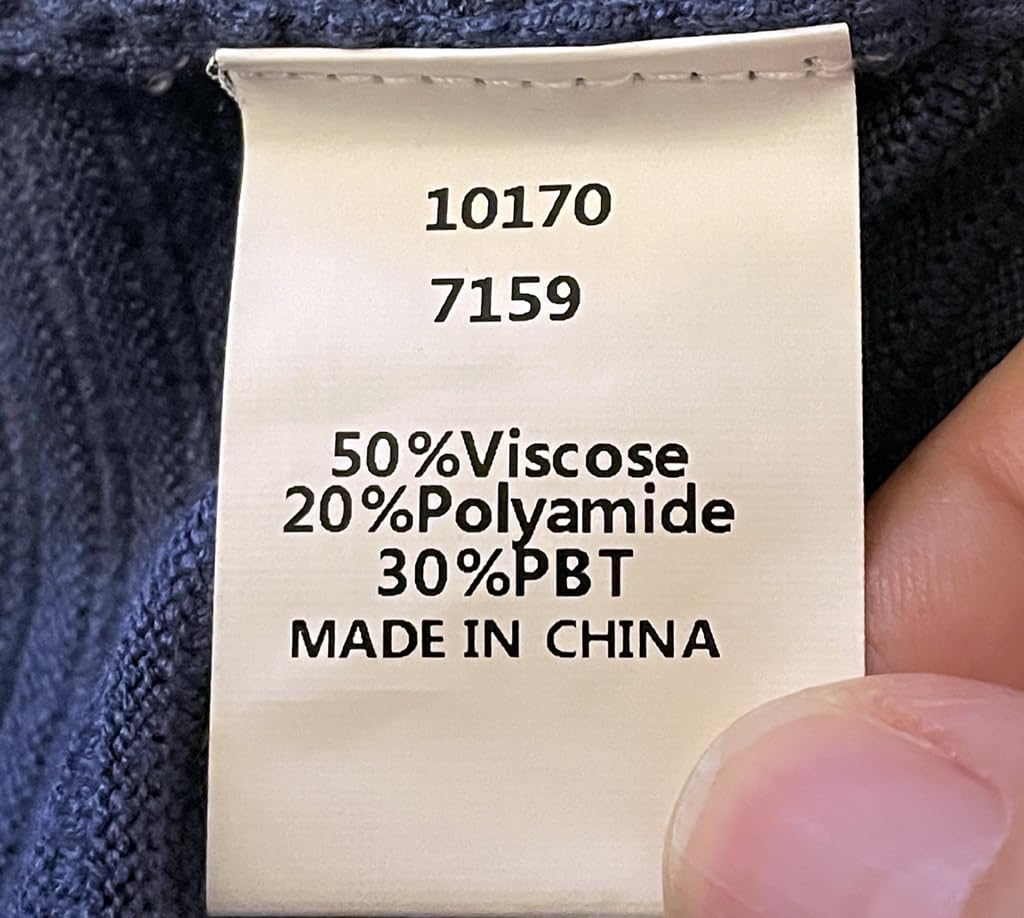 10170
7159
50%Viscose
20%Polyamide
30%PBT
MADE IN CHINA